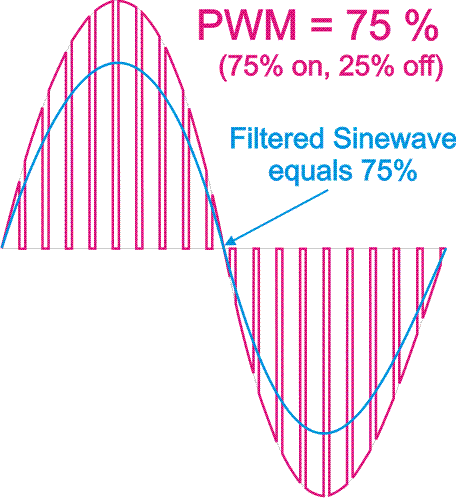 PWM = 75 %
(75% on, 25% off)
Filtered Sinewave
equals 75%